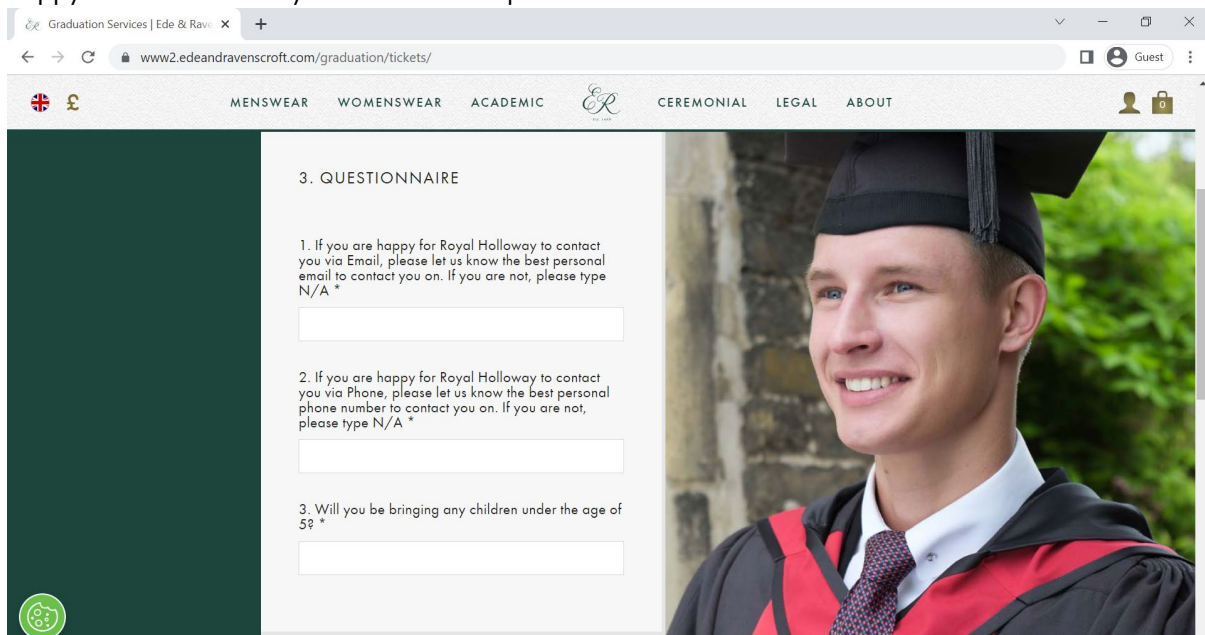 Graduation Services | Ede & Rave
www2.edeandravenscroft.com/graduation/tickets/
Guest
£
MENSWEAR WOMENSWEAR ACADEMIC ER CEREMONIAL LEGAL ABOUT
0
3. QUESTIONNAIRE
1. If you are happy for Royal Holloway to contact
you via Email, please let us know the best personal
email to contact you on. If you are not, please type
N/A *
2. If you are happy for Royal Holloway to contact
you via Phone, please let us know the best personal
phone number to contact you on. If you are not,
please type N/A *
3. Will you be bringing any children under the age of
5? *